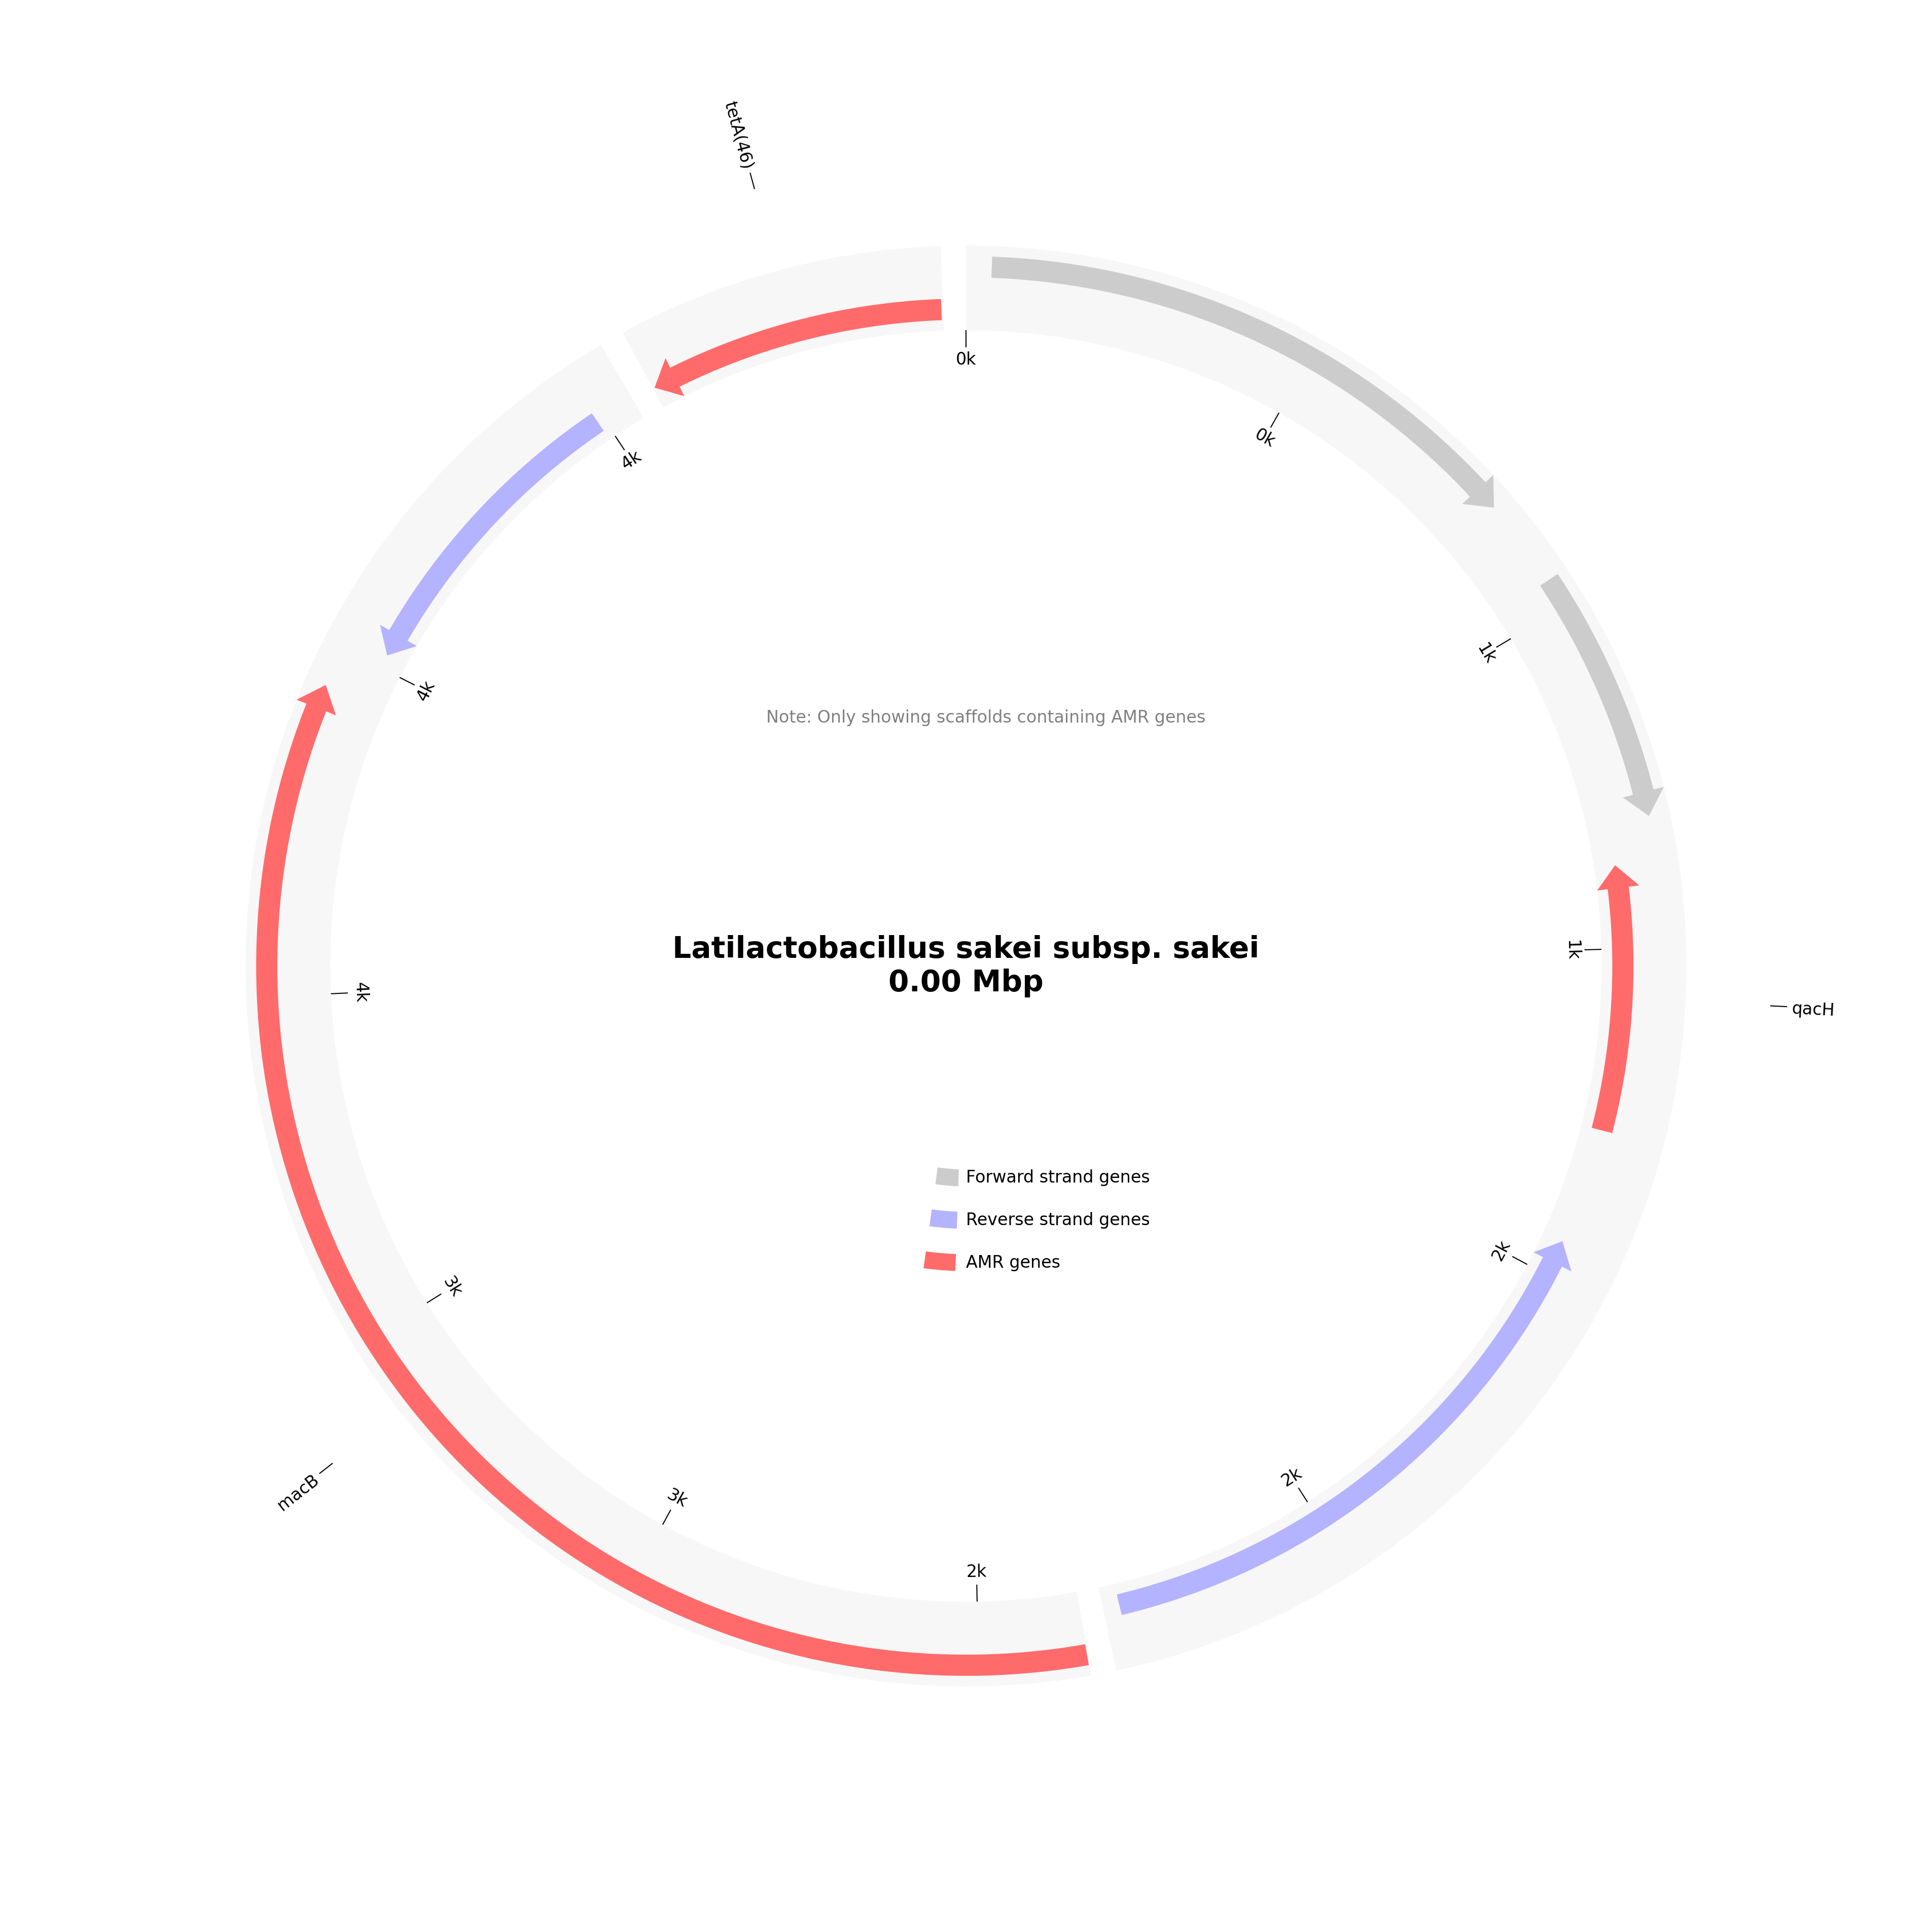 tetA(46)
0k
0k
4k
1k
4k
Note: Only showing scaffolds containing AMR genes
Latilactobacillus sakei subsp. sakei
0.00 Mbp
1k
4k
qacH
Forward strand genes
Reverse strand genes
AMR genes
2k
3k
2k
macB
3k
2k